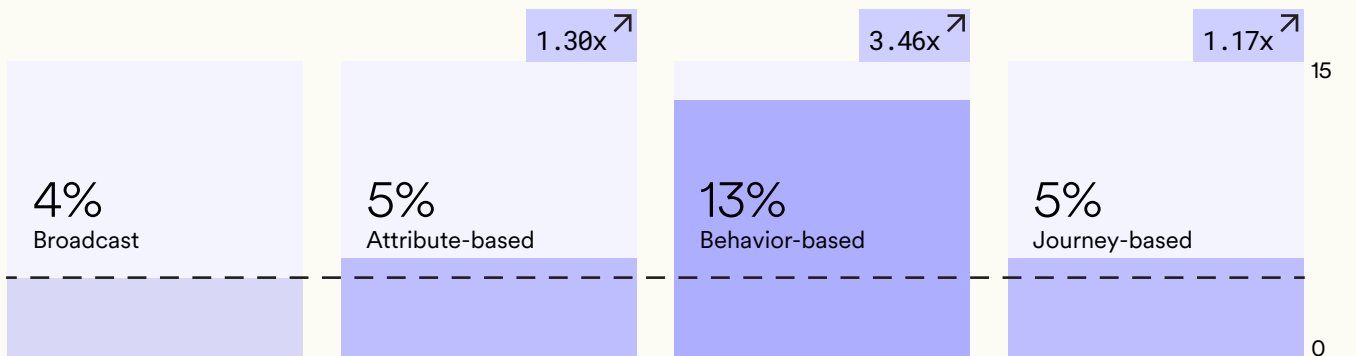 1.30x
3.46x
1.17x
15
4%
Broadcast
5%
Attribute-based
13%
Behavior-based
5%
Journey-based
0